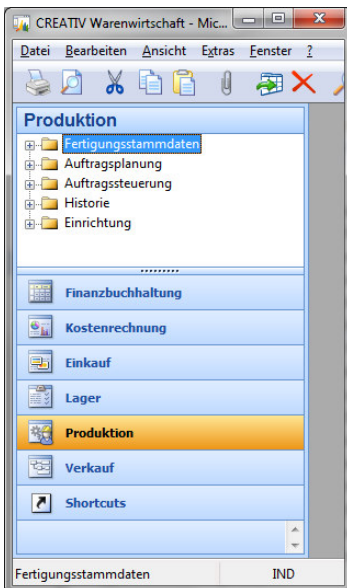 CREATIV Warenwirtschaft - Mic...
Datei Bearbeiten Ansicht Extras Fenster ?
Produktion
Fertigungsstammdaten
Auftragsplanung
Auftragssteuerung
Historie
Einrichtung
Finanzbuchhaltung
Kostenrechnung
Einkauf
Lager
Produktion
Verkauf
Shortcuts
Fertigungsstammdaten IND